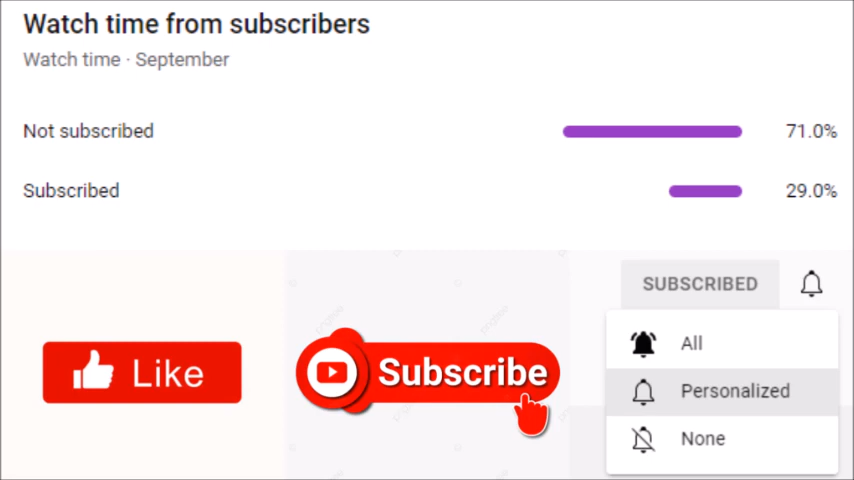 Watch time from subscribers
Watch time · September
Not subscribed 71.0%
Subscribed 29.0%
SUBSCRIBED
Like
Subscribe
All
Personalized
None